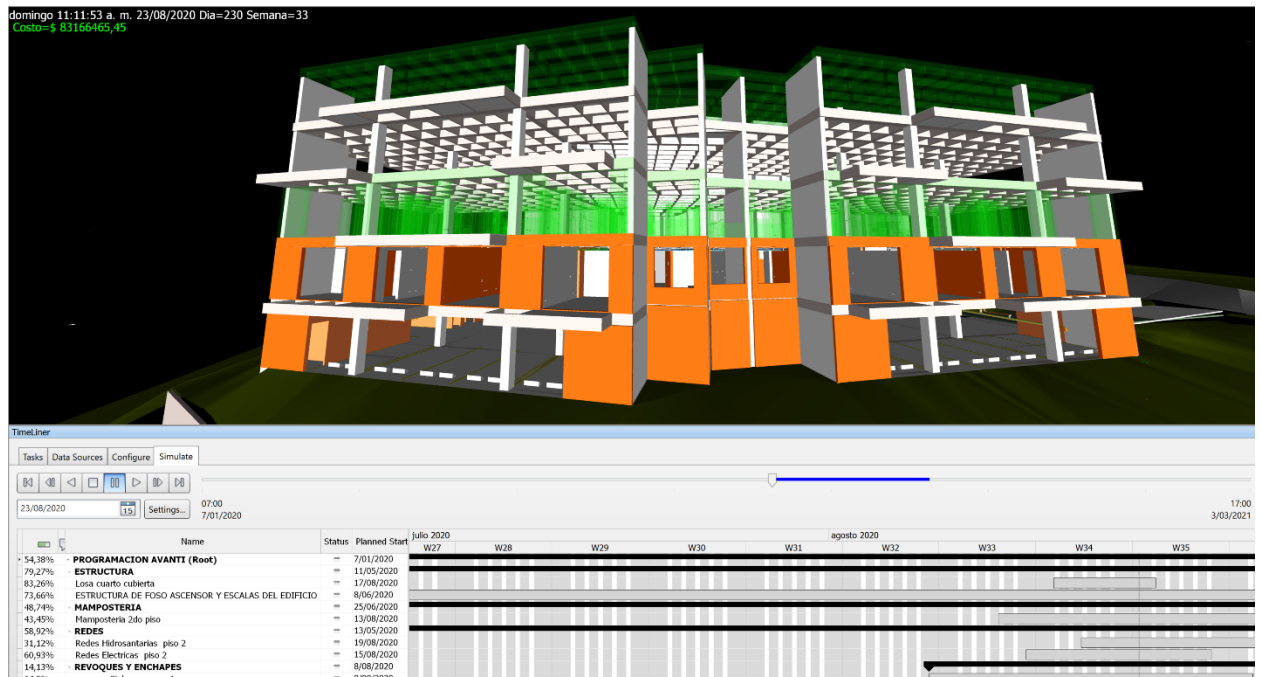 domingo 11:11:53 a. m. 23/08/2020 Dia=230 Semana=33
Costo=$ 83166465,45
TimeLiner
Tasks Data Sources Configure Simulate
23/08/2020 15 Settings... 07:00 17:00
7/01/2020 3/03/2021
Name Status Planned Start julio 2020 agosto 2020
W27 W28 W29 W30 W31 W32 W33 W34 W35
54,38% PROGRAMACION AVANTI (Root) 7/01/2020
79,27% ESTRUCTURA 11/05/2020
83,26% Losa cuarto cubierta 17/08/2020
73,66% ESTRUCTURA DE FOSO ASCENSOR Y ESCALAS DEL EDIFICIO 8/06/2020
48,74% MAMPOSTERIA 25/06/2020
43,45% Mamposteria 2do piso 13/08/2020
58,92% REDES 13/05/2020
31,12% Redes Hidrosantarias piso 2 19/08/2020
60,93% Redes Electricas piso 2 15/08/2020
14,13% REVOQUES Y ENCHAPES 8/08/2020